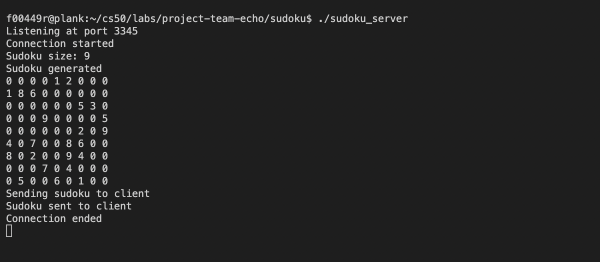 f00449r@plank:~/cs50/labs/project-team-echo/sudoku$ ./sudoku_server
Listening at port 3345
Connection started
Sudoku size: 9
Sudoku generated
0 0 0 0 1 2 0 0 0
1 8 6 0 0 0 0 0 0
0 0 0 0 0 0 5 3 0
0 0 0 9 0 0 0 0 5
0 0 0 0 0 0 2 0 9
4 0 7 0 0 8 6 0 0
8 0 2 0 0 9 4 0 0
0 0 0 7 0 4 0 0 0
0 5 0 0 6 0 1 0 0
Sending sudoku to client
Sudoku sent to client
Connection ended